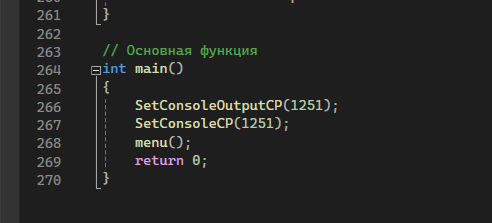 261 }
262
263 // Основная функция
264 int main()
265 {
266 SetConsoleOutputCP(1251);
267 SetConsoleCP(1251);
268 menu();
269 return 0;
270 }